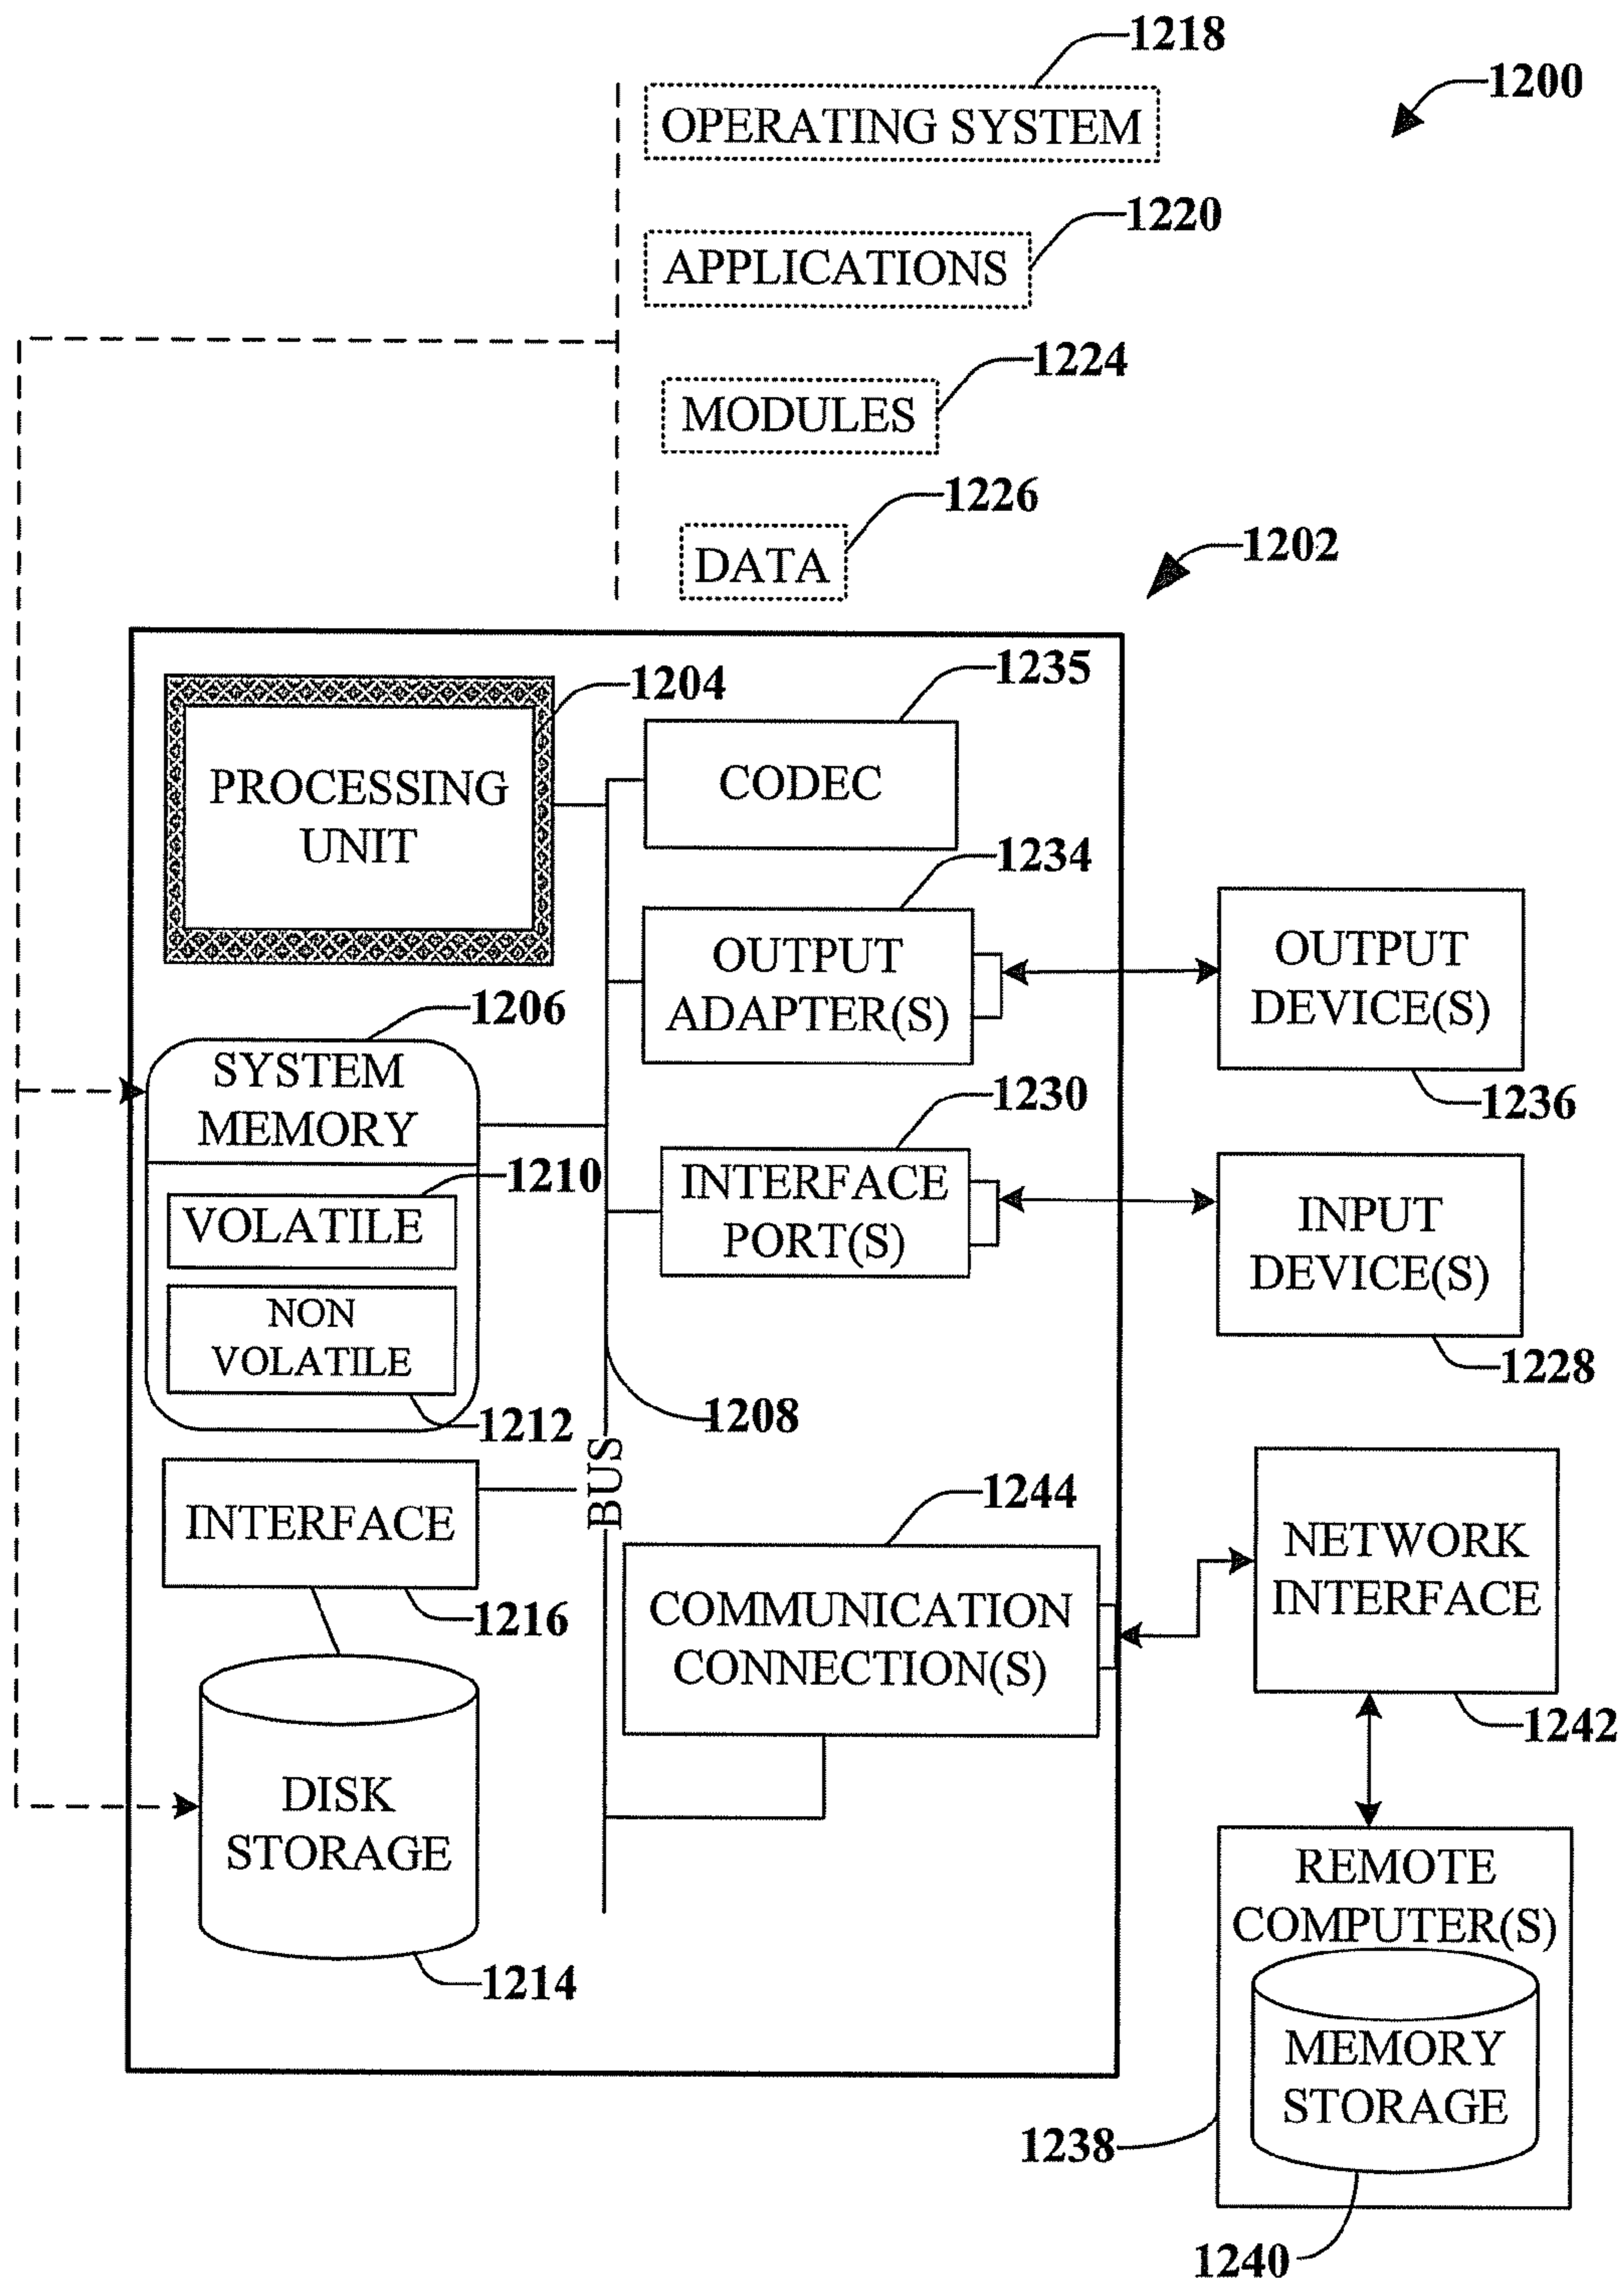 1218
1200
OPERATING SYSTEM
1220
APPLICATIONS
1224
MODULES
1226
DATA
1202
1235
1204
CODEC
PROCESSING
UNIT
1234
OUTPUT
ADAPTER(S)
OUTPUT
DEVICE(S)
1236
1206
SYSTEM
MEMORY
1230
1210
INTERFACE
PORT(S)
VOLATILE
INPUT
DEVICE(S)
NON
VOLATILE
1228
1212
1208
BUS
INTERFACE
1244
1216
COMMUNICATION
CONNECTION(S)
NETWORK
INTERFACE
1242
DISK
STORAGE
1214
REMOTE
COMPUTER(S)
MEMORY
STORAGE
1238
1240